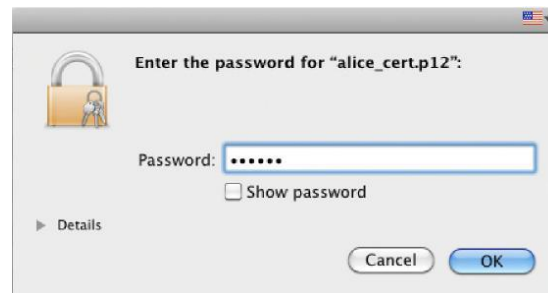 Enter the password for “alice_cert.p12”:
Password: ••••••
Show password
Details
Cancel OK